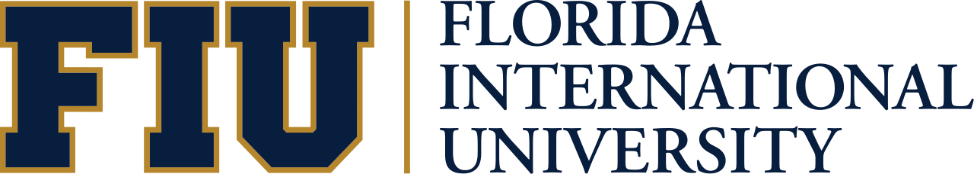 FIU
FLORIDA
INTERNATIONAL
UNIVERSITY